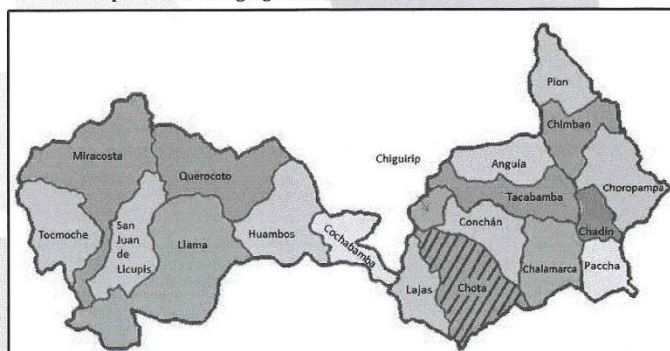 Pion
Chimban
Miracosta
Chiguirip
Anguía
Querocoto
Choropampa
Tacabamba
Tocmoche
San Juan de Licupis
Conchán
Chadín
Llama
Huambos
Cochabamba
Lajas
Chota
Chalamarca
Paccha